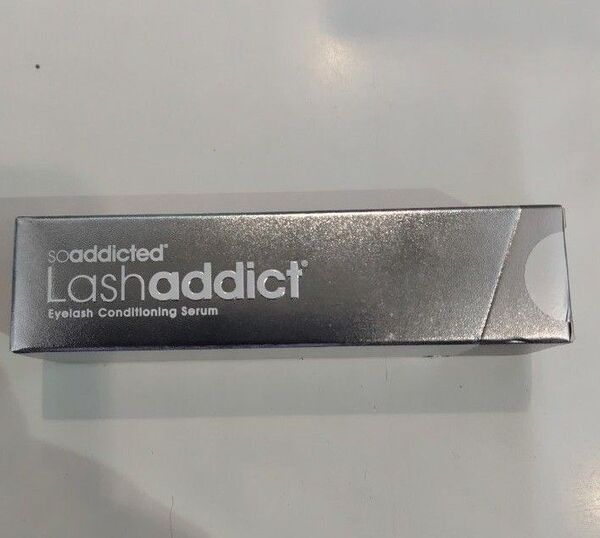 soaddicted®
Lashaddict®
Eyelash Conditioning Serum